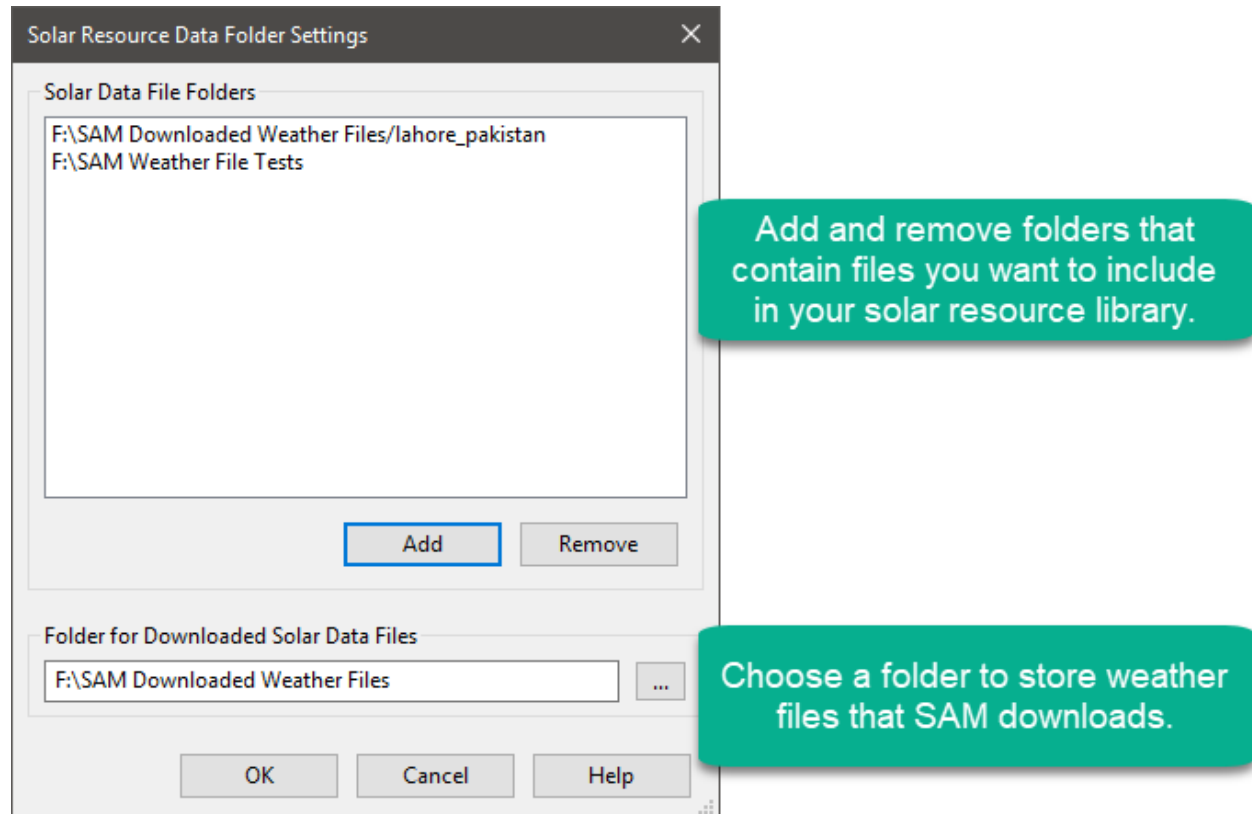 Solar Resource Data Folder Settings
Solar Data File Folders
F:\SAM Downloaded Weather Files/lahore_pakistan
F:\SAM Weather File Tests
Add and remove folders that
contain files you want to include
in your solar resource library.
Add
Remove
Folder for Downloaded Solar Data Files
F:\SAM Downloaded Weather Files
...
Choose a folder to store weather
files that SAM downloads.
OK
Cancel
Help